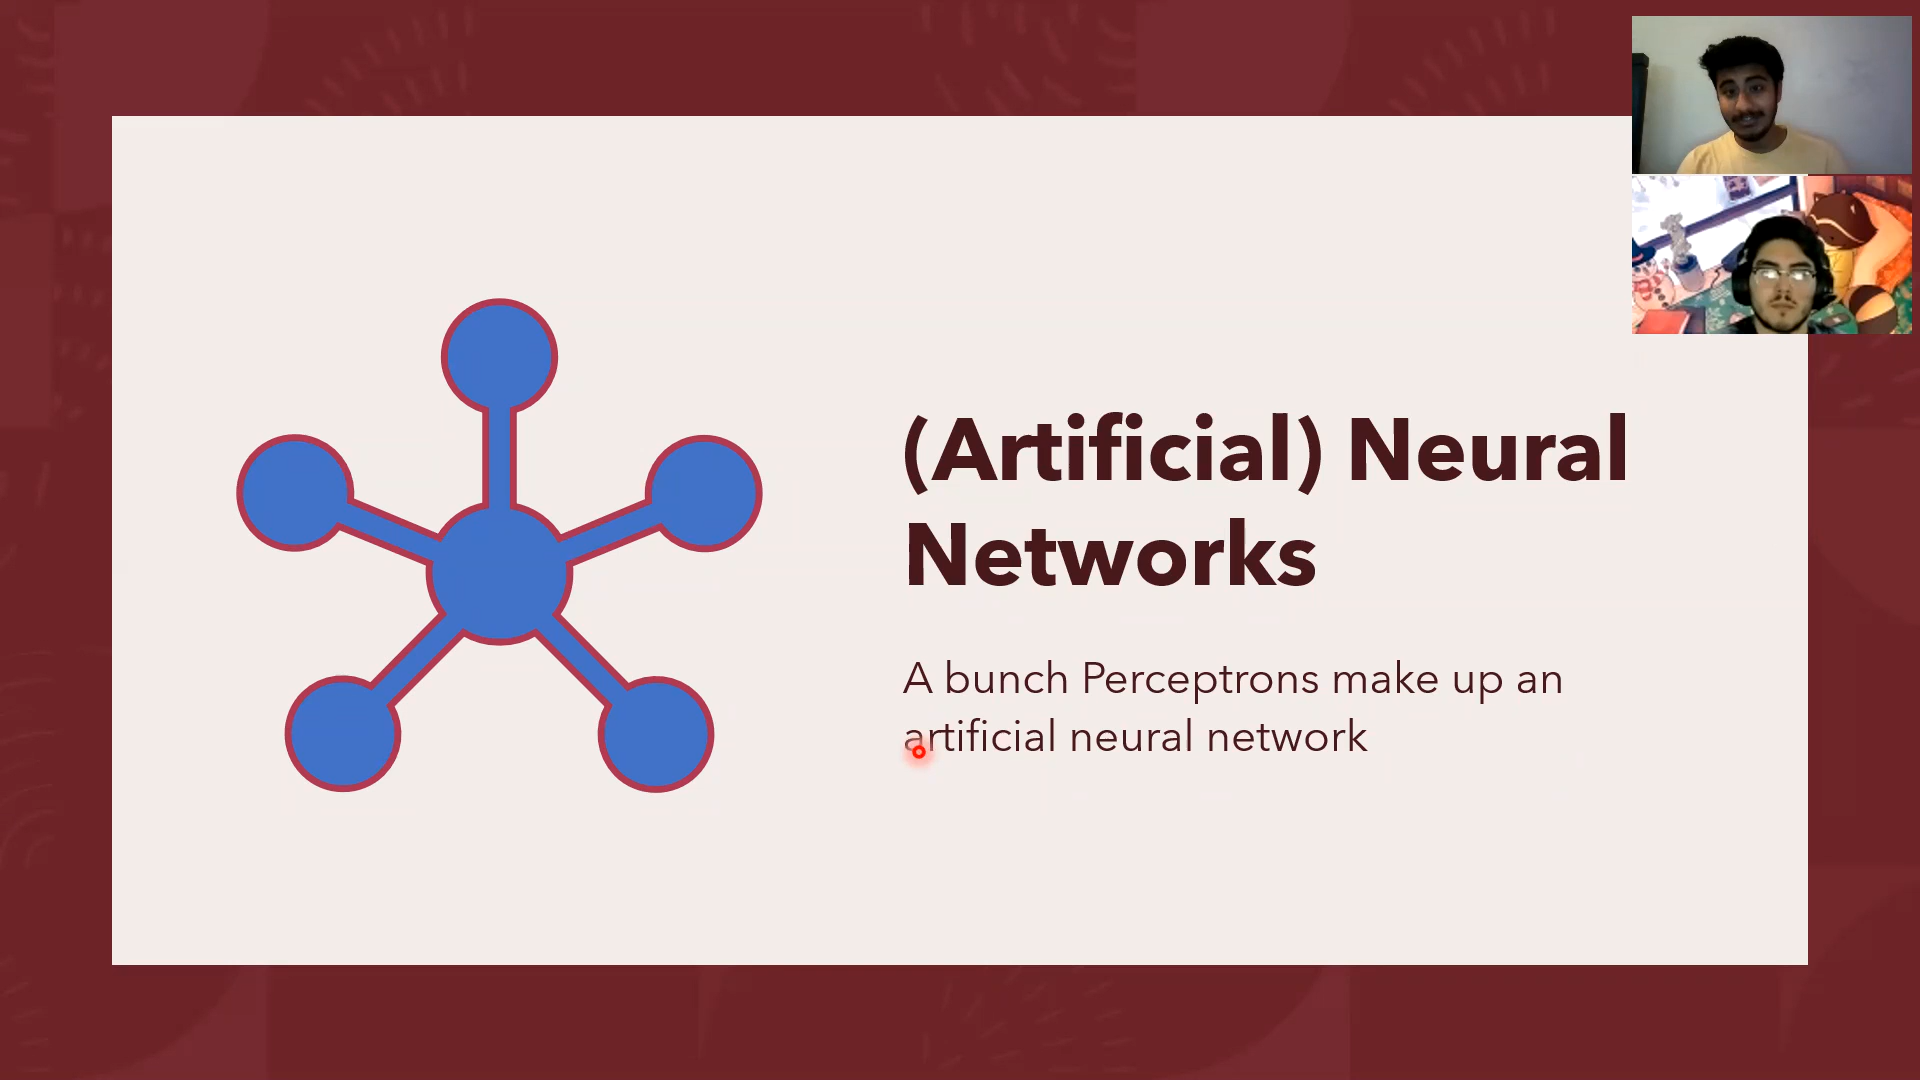 (Artificial) Neural
Networks
A bunch Perceptrons make up an
artificial neural network